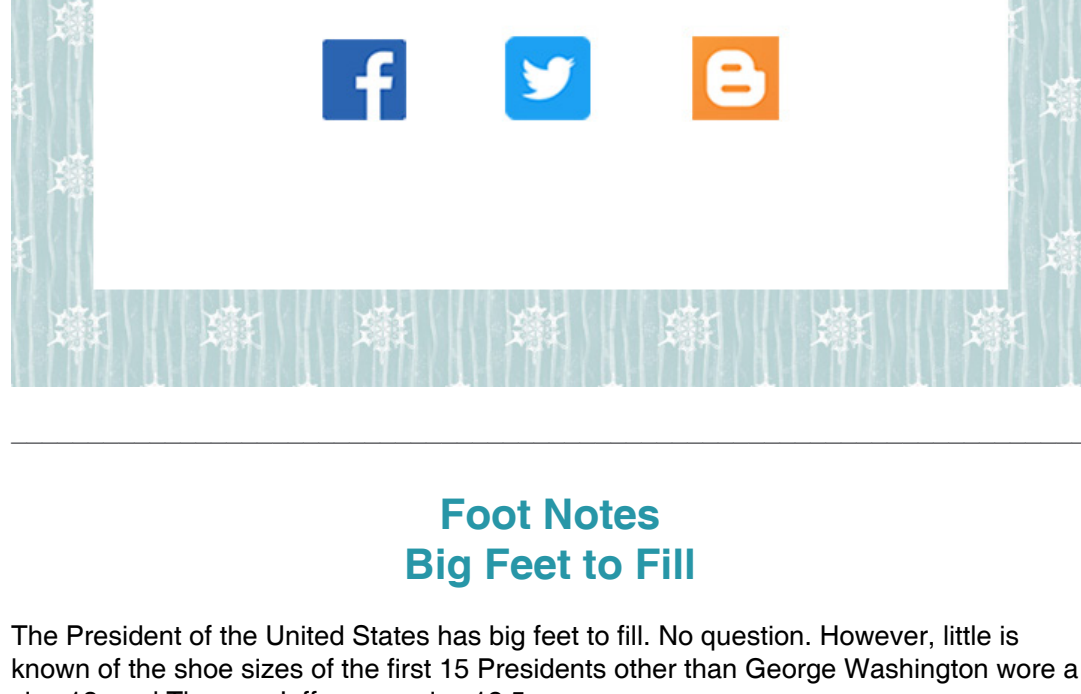 Foot Notes
Big Feet to Fill
The President of the United States has big feet to fill. No question. However, little is
known of the shoe sizes of the first 15 Presidents other than George Washington wore a